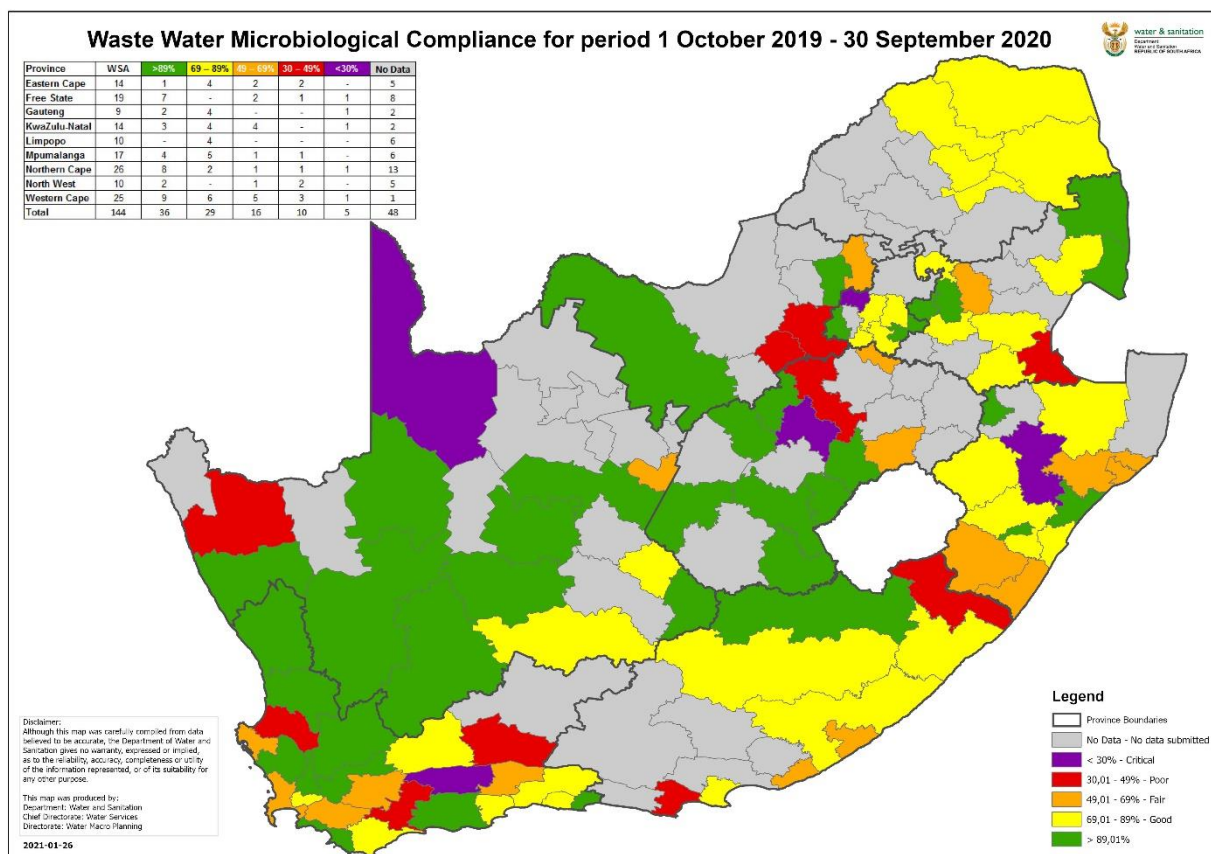 Waste Water Microbiological Compliance for period 1 October 2019 - 30 September 2020
water & sanitation
Department:
Water and Sanitation
REPUBLIC OF SOUTH AFRICA
Province WSA >89% 69 – 89% 49 – 69% 30 – 49% <30% No Data
Eastern Cape 14 1 4 2 2 - 5
Free State 19 7 - 2 1 1 8
Gauteng 9 2 4 - - 1 2
KwaZulu-Natal 14 3 4 4 - 1 2
Limpopo 10 - 4 - - - 6
Mpumalanga 17 4 5 1 1 - 6
Northern Cape 26 8 2 1 1 1 13
North West 10 2 - 1 2 - 5
Western Cape 25 9 6 5 3 1 1
Total 144 36 29 16 10 5 48
Disclaimer:
Although this map was carefully compiled from data
believed to be accurate, the Department of Water and
Sanitation gives no warranty, expressed or implied,
as to the reliability, accuracy, completeness or utility
of the information represented, or of its suitability for
any other purpose.
This map was produced by:
Department: Water and Sanitation
Chief Directorate: Water Services
Directorate: Water Macro Planning
2021-01-26
Legend
Province Boundaries
No Data - No data submitted
< 30% - Critical
30,01 - 49% - Poor
49,01 - 69% - Fair
69,01 - 89% - Good
> 89,01%